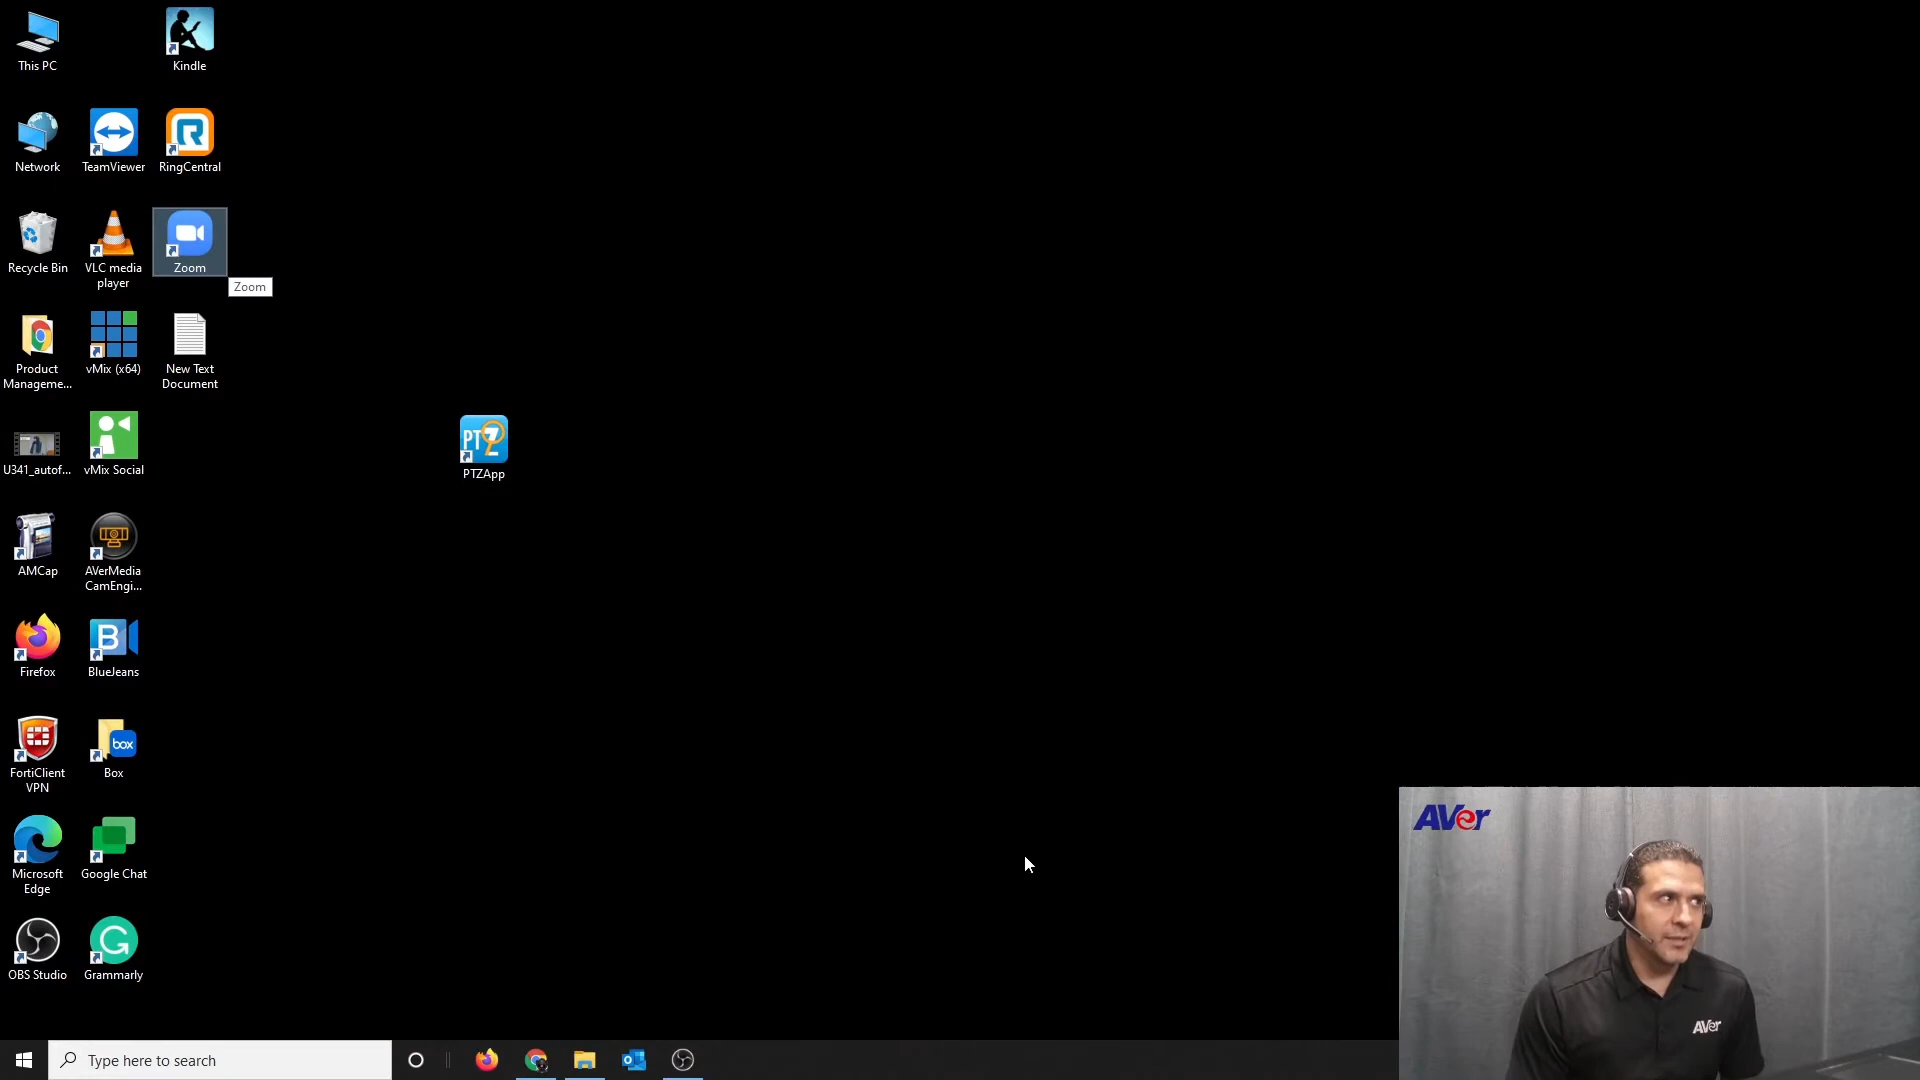 This PC
Kindle
Network
TeamViewer
RingCentral
Recycle Bin
VLC media
player
Zoom
Zoom
Product
Manageme...
vMix (x64)
New Text
Document
U341_autof...
vMix Social
PTZ
PTZApp
AMCap
AVerMedia
CamEngi...
Firefox
B
BlueJeans
FortiClient
VPN
box
Box
Microsoft
Edge
Google Chat
OBS Studio
Grammarly
AVer
AVer
Type here to search